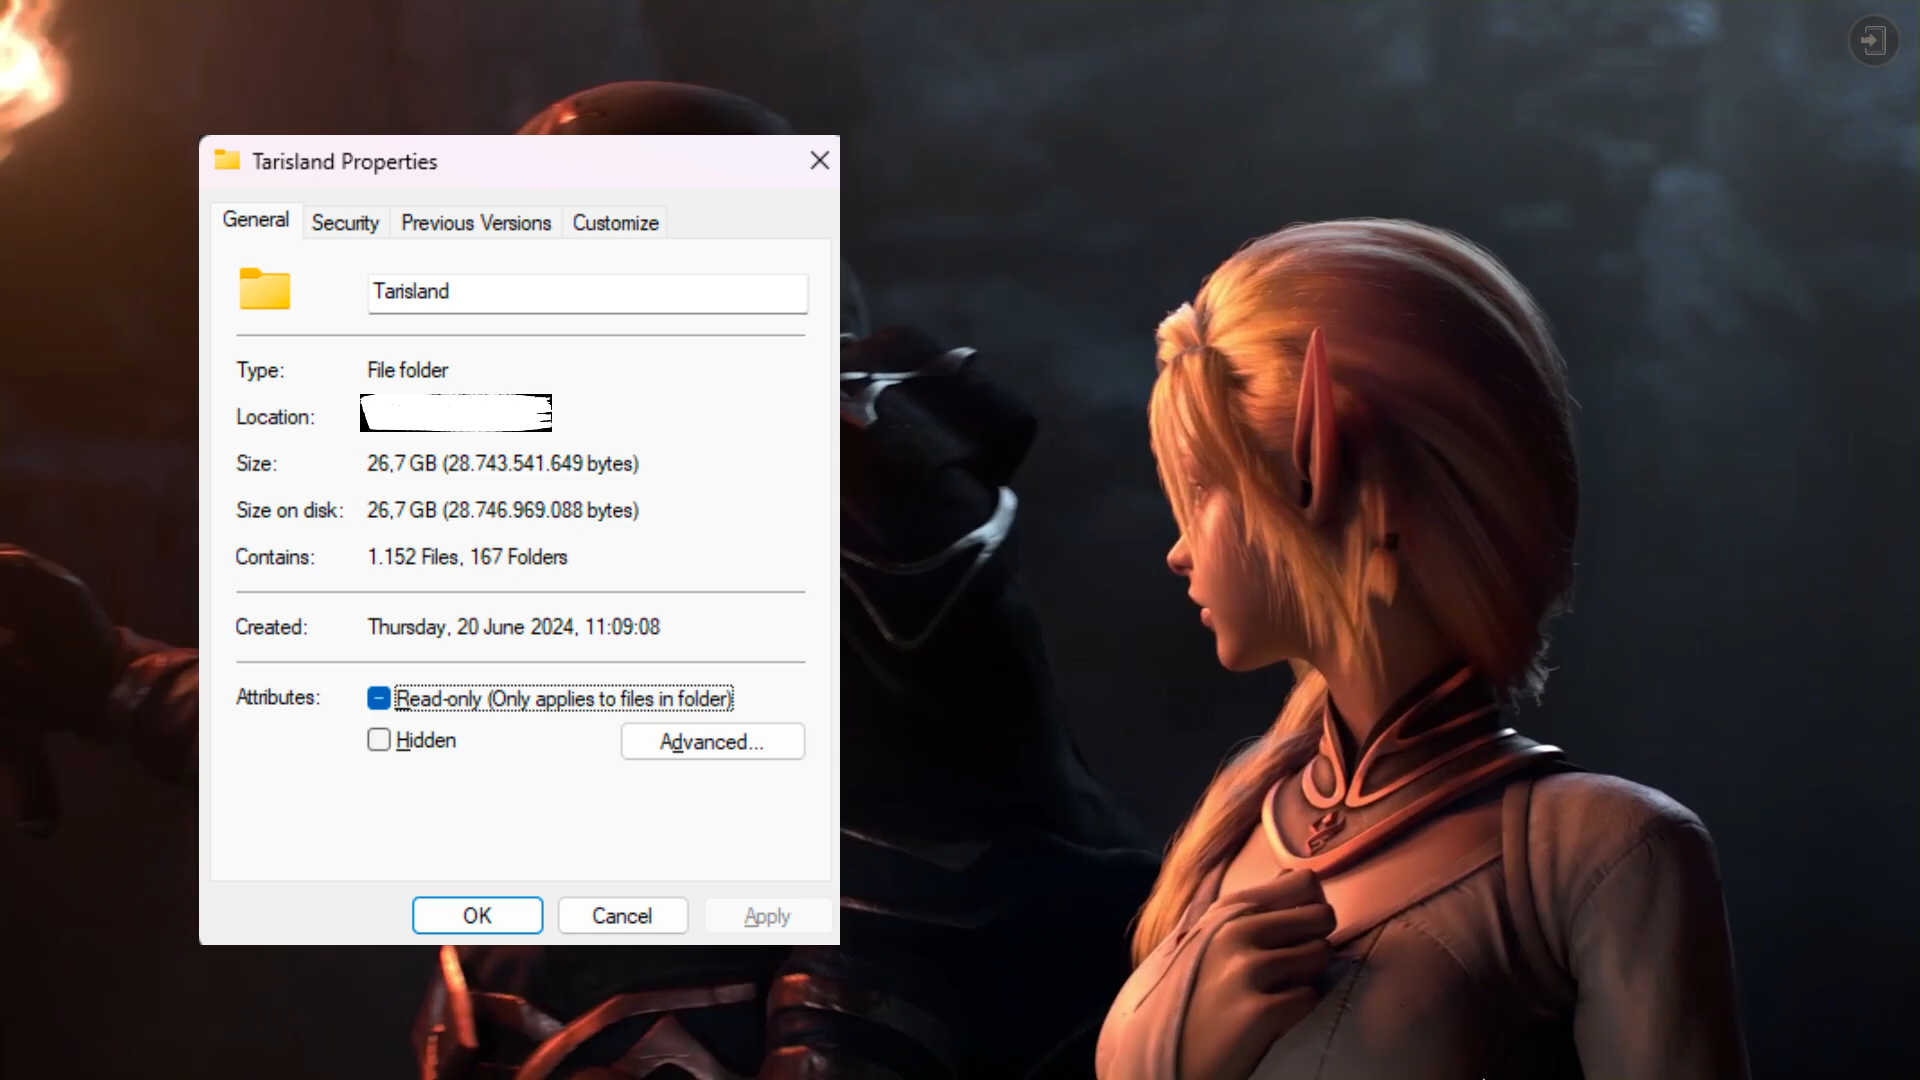 Tarisland Properties
General Security Previous Versions Customize
Tarisland
Type: File folder
Location:
Size: 26,7 GB (28.743.541.649 bytes)
Size on disk: 26,7 GB (28.746.969.088 bytes)
Contains: 1.152 Files, 167 Folders
Created: Thursday, 20 June 2024, 11:09:08
Attributes: Read-only (Only applies to files in folder)
Hidden Advanced...
OK Cancel Apply